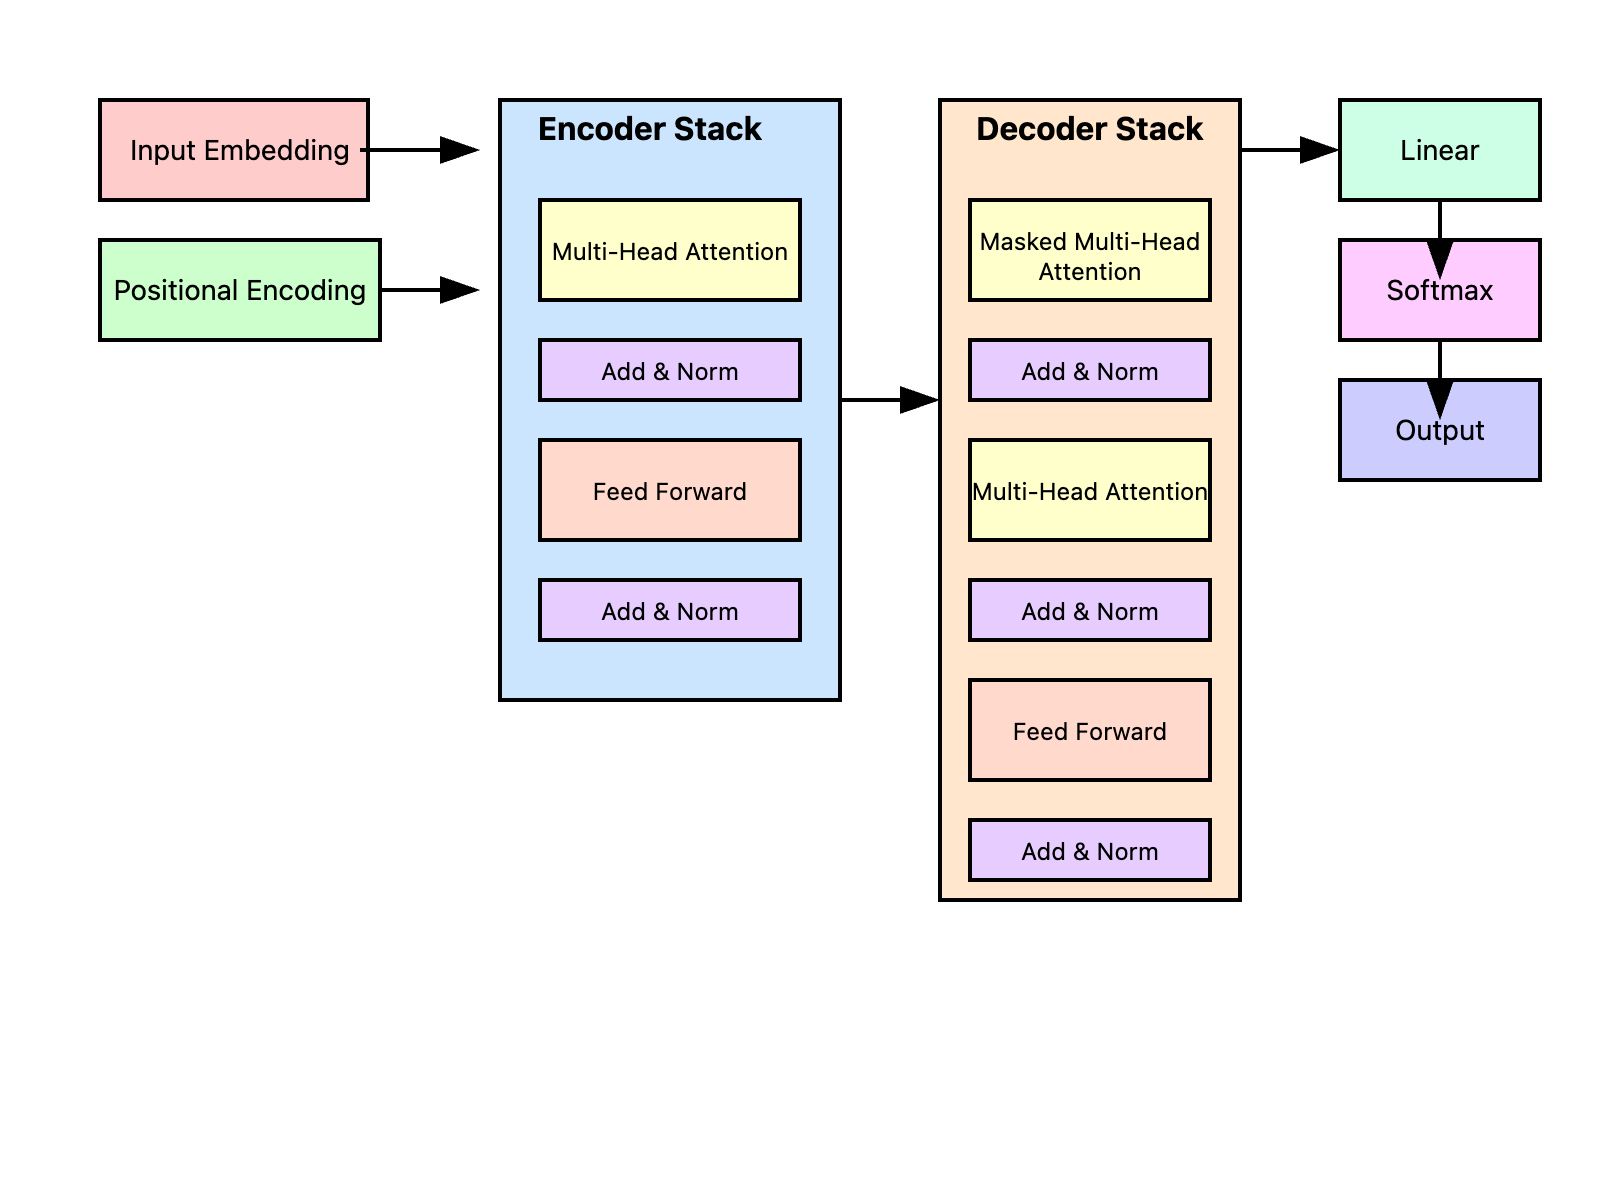 Input Embedding
Positional Encoding
Encoder Stack
Multi-Head Attention
Add & Norm
Feed Forward
Add & Norm
Decoder Stack
Masked Multi-Head
Attention
Add & Norm
Multi-Head Attention
Add & Norm
Feed Forward
Add & Norm
Linear
Softmax
Output